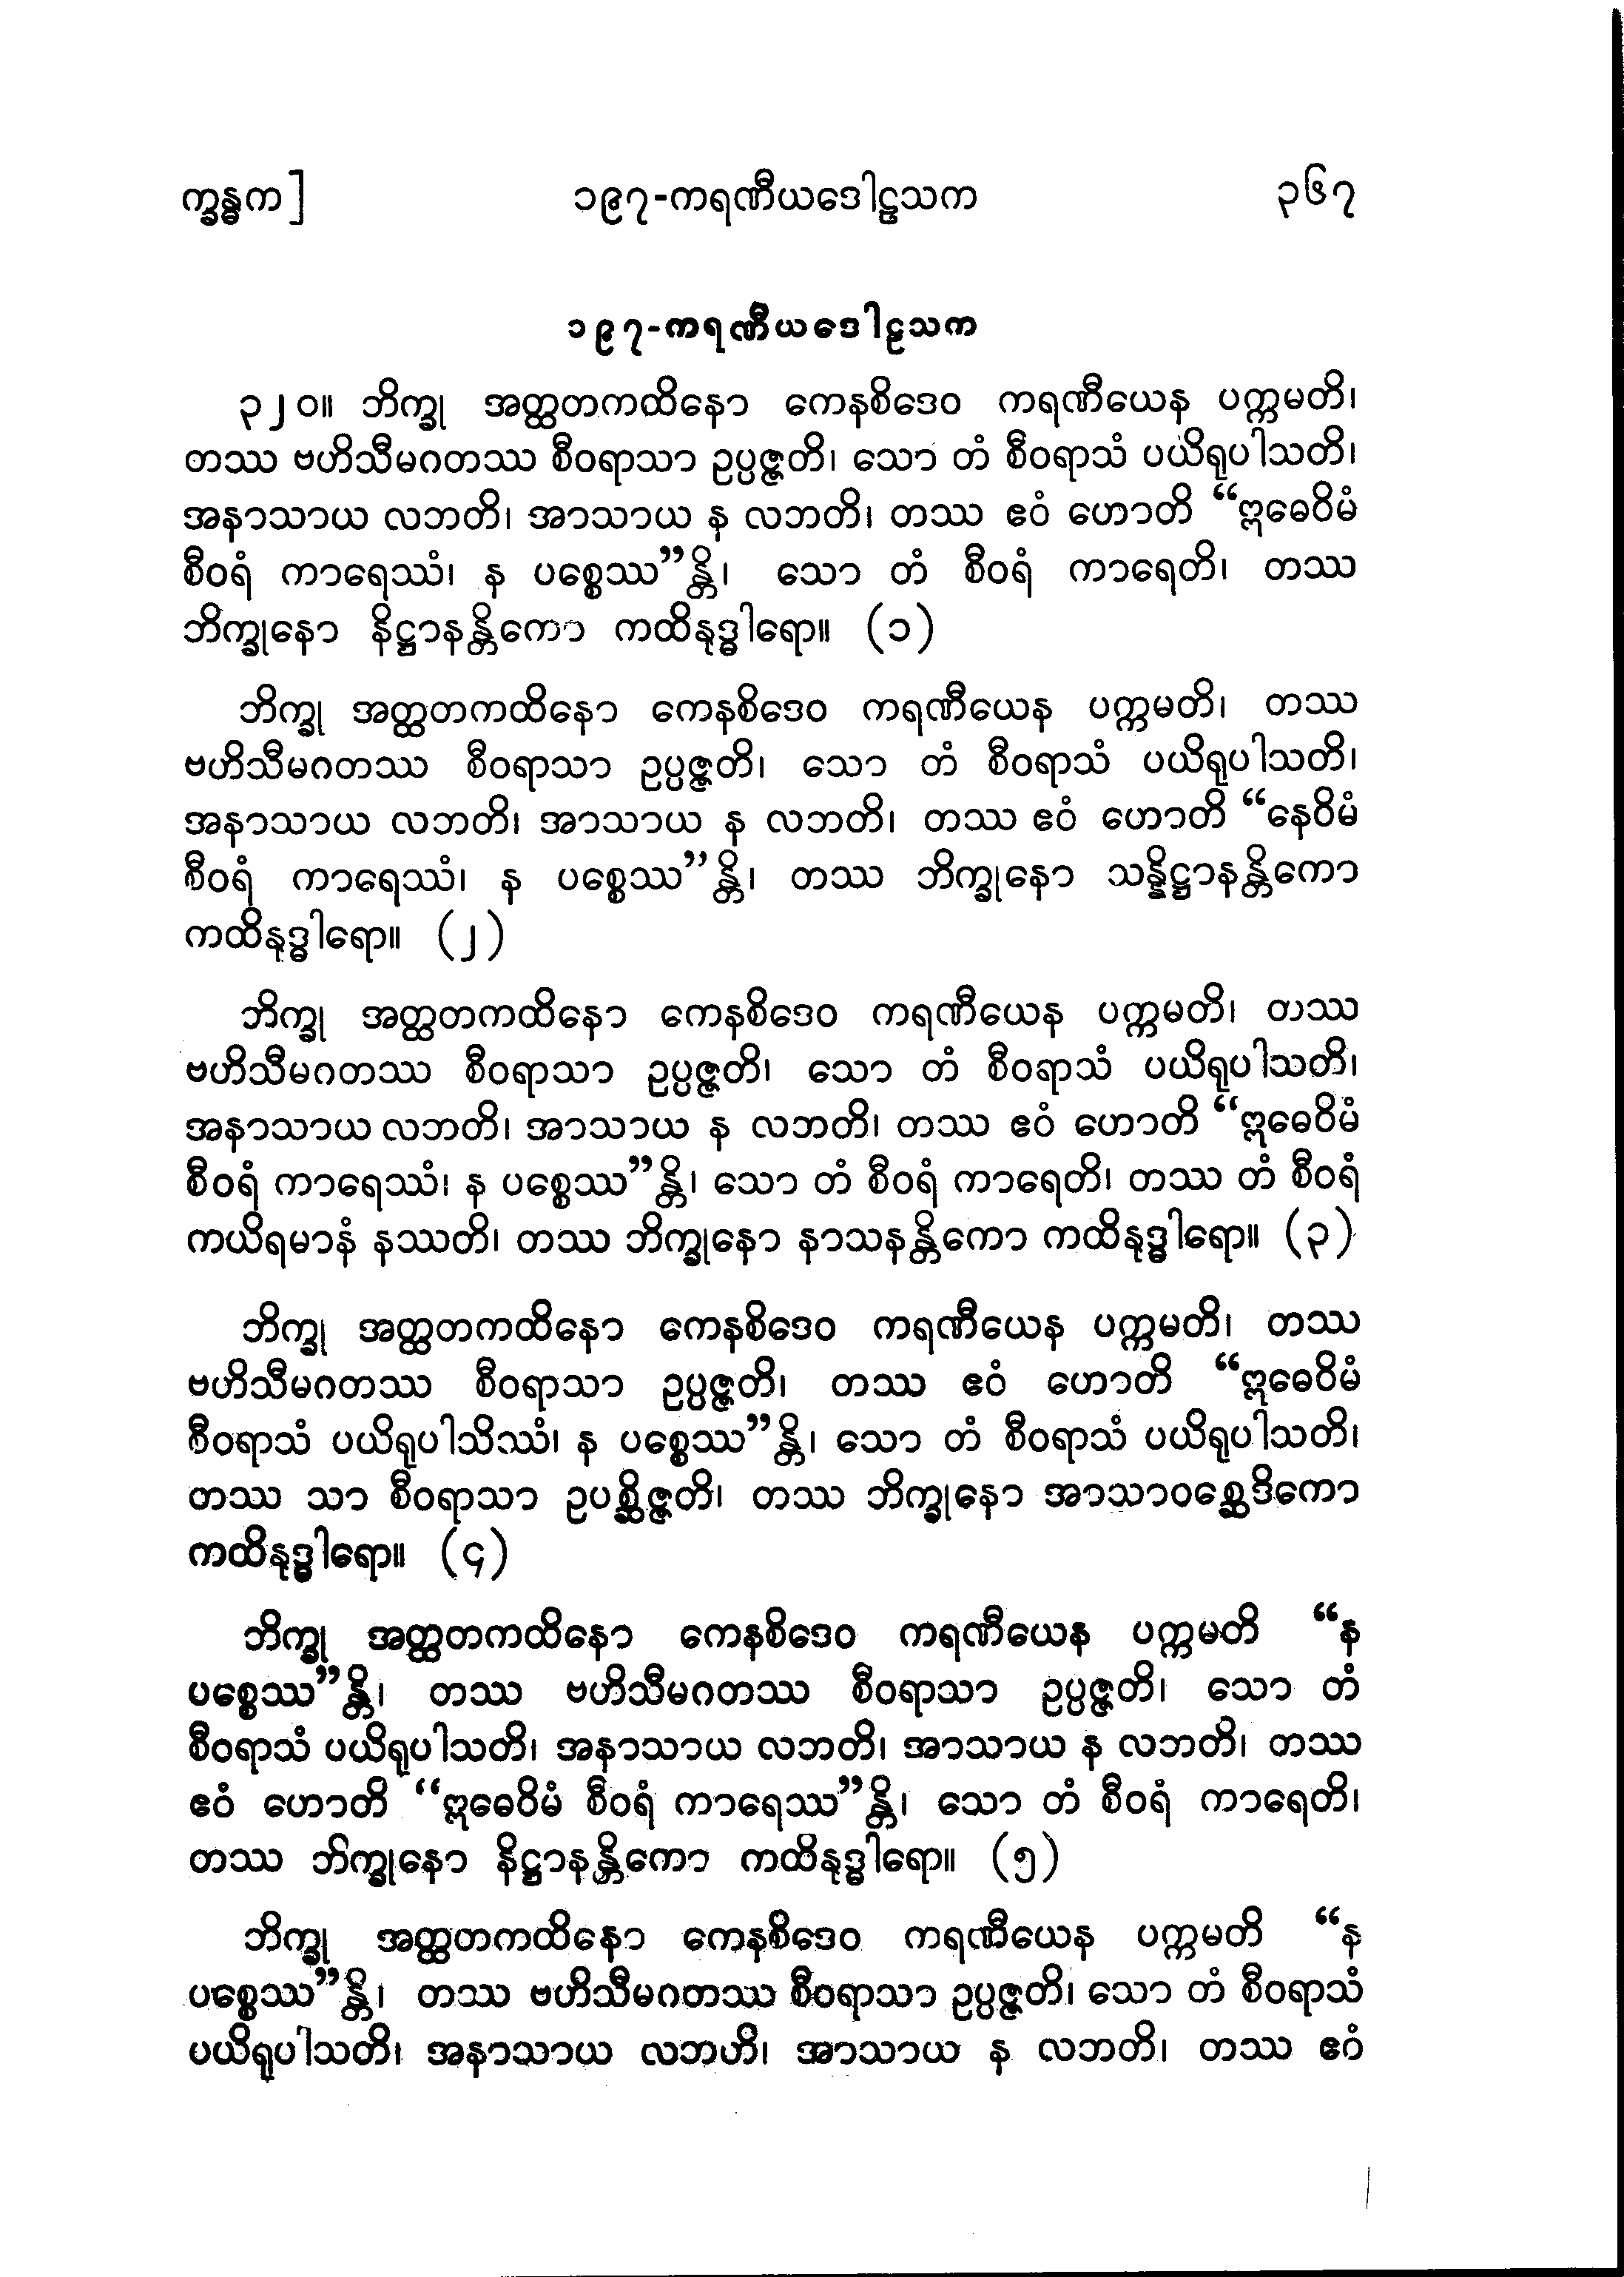 က္ခန္ဓက]
၁၉၇-ကရဏီယဒေါဠသက
၃၆၇
၁၉၇-ကရဏီယဒေါဠသက
၃၂၀။ ဘိက္ခု အတ္ထတကထိနော ကေနစိဒေဝ ကရဏီယေန ပက္ကမတိ၊
တဿ ဗဟိသီမဂတဿ စီဝရာသာ ဥပ္ပဇ္ဇတိ၊ သော တံ စီဝရာသံ ပယိရုပါသတိ၊
အနာသာယ လဘတိ၊ အာသာယ န လဘတိ၊ တဿ ဧဝံ ဟောတိ “ဣဓေဝိမံ
စီဝရံ ကာရေဿံ၊ န ပစ္စေဿ”န္တိ၊ သော တံ စီဝရံ ကာရေတိ၊ တဿ
ဘိက္ခုနော နိဋ္ဌာနန္တိကော ကထိနုဒ္ဓါရော။ (၁)
ဘိက္ခု အတ္ထတကထိနော ကေနစိဒေဝ ကရဏီယေန ပက္ကမတိ၊ တဿ
ဗဟိသီမဂတဿ စီဝရာသာ ဥပ္ပဇ္ဇတိ၊ သော တံ စီဝရာသံ ပယိရုပါသတိ၊
အနာသာယ လဘတိ၊ အာသာယ န လဘတိ၊ တဿ ဧဝံ ဟောတိ “နေဝိမံ
စီဝရံ ကာရေဿံ၊ န ပစ္စေဿ”န္တိ၊ တဿ ဘိက္ခုနော သန္နိဋ္ဌာနန္တိကော
ကထိနုဒ္ဓါရော။ (၂)
ဘိက္ခု အတ္ထတကထိနော ကေနစိဒေဝ ကရဏီယေန ပက္ကမတိ၊ တဿ
ဗဟိသီမဂတဿ စီဝရာသာ ဥပ္ပဇ္ဇတိ၊ သော တံ စီဝရာသံ ပယိရုပါသတိ၊
အနာသာယ လဘတိ၊ အာသာယ န လဘတိ၊ တဿ ဧဝံ ဟောတိ “ဣဓေဝိမံ
စီဝရံ ကာရေဿံ၊ န ပစ္စေဿ”န္တိ၊ သော တံ စီဝရံ ကာရေတိ၊ တဿ တံ စီဝရံ
ကယိရမာနံ နဿတိ၊ တဿ ဘိက္ခုနော နာသနန္တိကော ကထိနုဒ္ဓါရော။ (၃)
ဘိက္ခု အတ္ထတကထိနော ကေနစိဒေဝ ကရဏီယေန ပက္ကမတိ၊ တဿ
ဗဟိသီမဂတဿ စီဝရာသာ ဥပ္ပဇ္ဇတိ၊ တဿ ဧဝံ ဟောတိ “ဣဓေဝိမံ
စီဝရာသံ ပယိရုပါသိဿံ၊ န ပစ္စေဿ”န္တိ၊ သော တံ စီဝရာသံ ပယိရုပါသတိ၊
တဿ သာ စီဝရာသာ ဥပစ္ဆိဇ္ဇတိ၊ တဿ ဘိက္ခုနော အာသာဝစ္ဆေဒိကော
ကထိနုဒ္ဓါရော။ (၄)
ဘိက္ခု အတ္ထတကထိနော ကေနစိဒေဝ ကရဏီယေန ပက္ကမတိ “န
ပစ္စေဿ”န္တိ၊ တဿ ဗဟိသီမဂတဿ စီဝရာသာ ဥပ္ပဇ္ဇတိ၊ သော တံ
စီဝရာသံ ပယိရုပါသတိ၊ အနာသာယ လဘတိ၊ အာသာယ န လဘတိ၊ တဿ
ဧဝံ ဟောတိ “ဣဓေဝိမံ စီဝရံ ကာရေဿ”န္တိ၊ သော တံ စီဝရံ ကာရေတိ၊
တဿ ဘိက္ခုနော နိဋ္ဌာနန္တိကော ကထိနုဒ္ဓါရော။ (၅)
ဘိက္ခု အတ္ထတကထိနော ကေနစိဒေဝ ကရဏီယေန ပက္ကမတိ “န
ပစ္စေဿ”န္တိ၊ တဿ ဗဟိသီမဂတဿ စီဝရာသာ ဥပ္ပဇ္ဇတိ၊ သော တံ စီဝရာသံ
ပယိရုပါသတိ၊ အနာသာယ လဘတိ၊ အာသာယ န လဘတိ၊ တဿ ဧဝံ